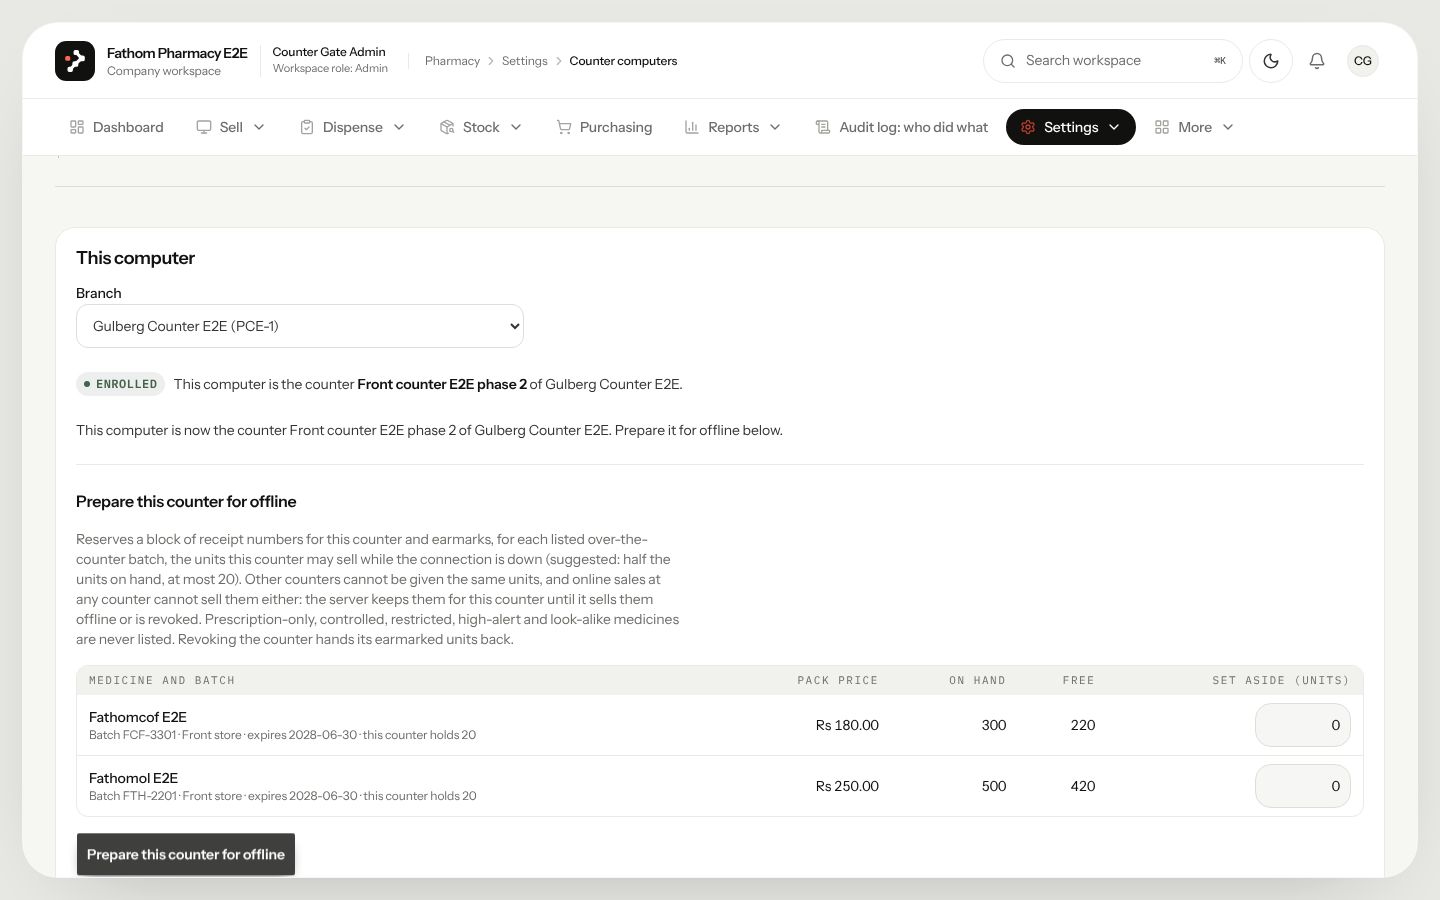 Fathom Pharmacy E2E
Company workspace
Counter Gate Admin
Workspace role: Admin
Pharmacy
Settings
Counter computers
Search workspace
⌘K
CG
Dashboard
Sell
Dispense
Stock
Purchasing
Reports
Audit log: who did what
Settings
More
This computer
Branch
Gulberg Counter E2E (PCE-1)
ENROLLED
This computer is the counter Front counter E2E phase 2 of Gulberg Counter E2E.
This computer is now the counter Front counter E2E phase 2 of Gulberg Counter E2E. Prepare it for offline below.
Prepare this counter for offline
Reserves a block of receipt numbers for this counter and earmarks, for each listed over-the-
counter batch, the units this counter may sell while the connection is down (suggested: half the
units on hand, at most 20). Other counters cannot be given the same units, and online sales at
any counter cannot sell them either: the server keeps them for this counter until it sells them
offline or is revoked. Prescription-only, controlled, restricted, high-alert and look-alike medicines
are never listed. Revoking the counter hands its earmarked units back.
MEDICINE AND BATCH PACK PRICE ON HAND FREE SET ASIDE (UNITS)
Fathomcof E2E
Batch FCF-3301 · Front store · expires 2028-06-30 · this counter holds 20
Rs 180.00 300 220 0
Fathomol E2E
Batch FTH-2201 · Front store · expires 2028-06-30 · this counter holds 20
Rs 250.00 500 420 0
Prepare this counter for offline